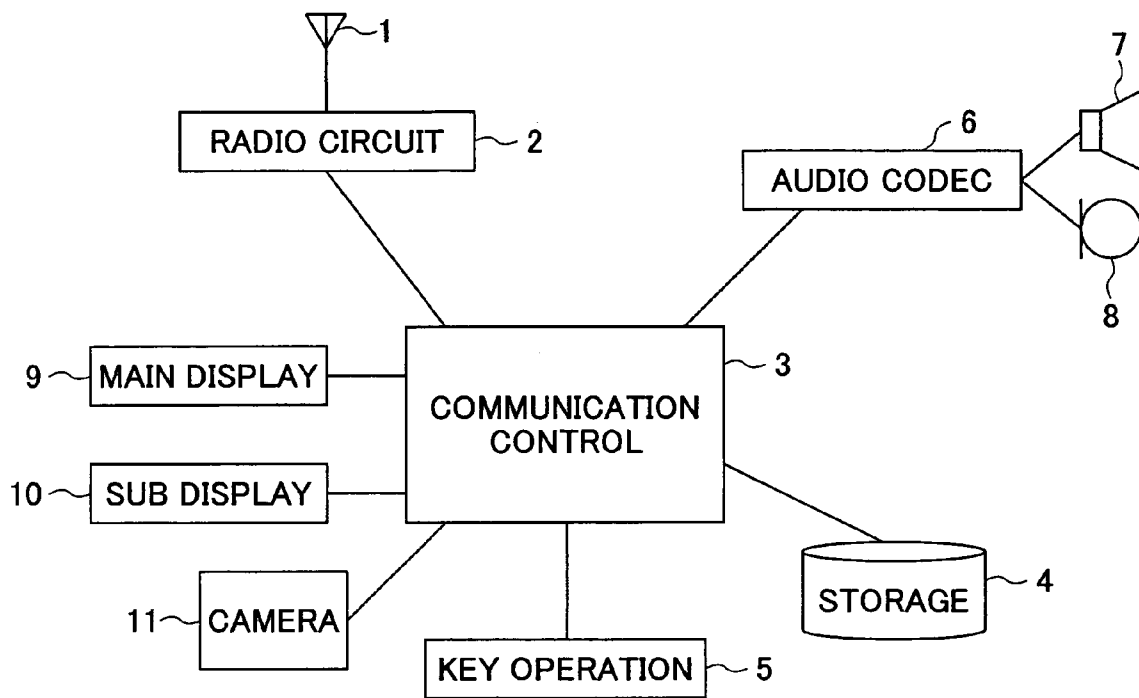 1
RADIO CIRCUIT
2
7
6
AUDIO CODEC
8
3
COMMUNICATION
CONTROL
9
MAIN DISPLAY
10
SUB DISPLAY
11
CAMERA
STORAGE
4
KEY OPERATION
5